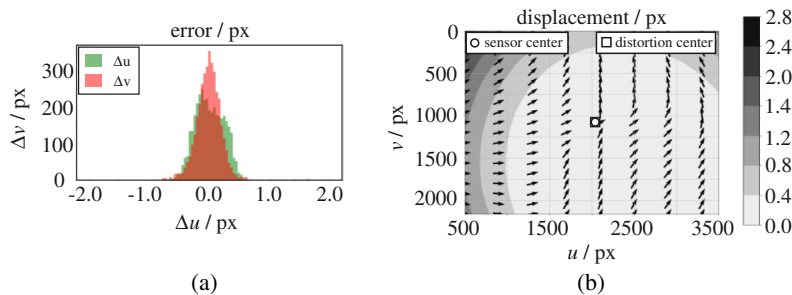 error / px
Δu
Δv
Δv / px
300
200
100
0
-2.0 -1.0 0.0 1.0 2.0
Δu / px
(a)
displacement / px
sensor center
distortion center
v / px
0
500
1000
1500
2000
500 1500 2500 3500
u / px
2.8
2.4
2.0
1.6
1.2
0.8
0.4
0.0
(b)